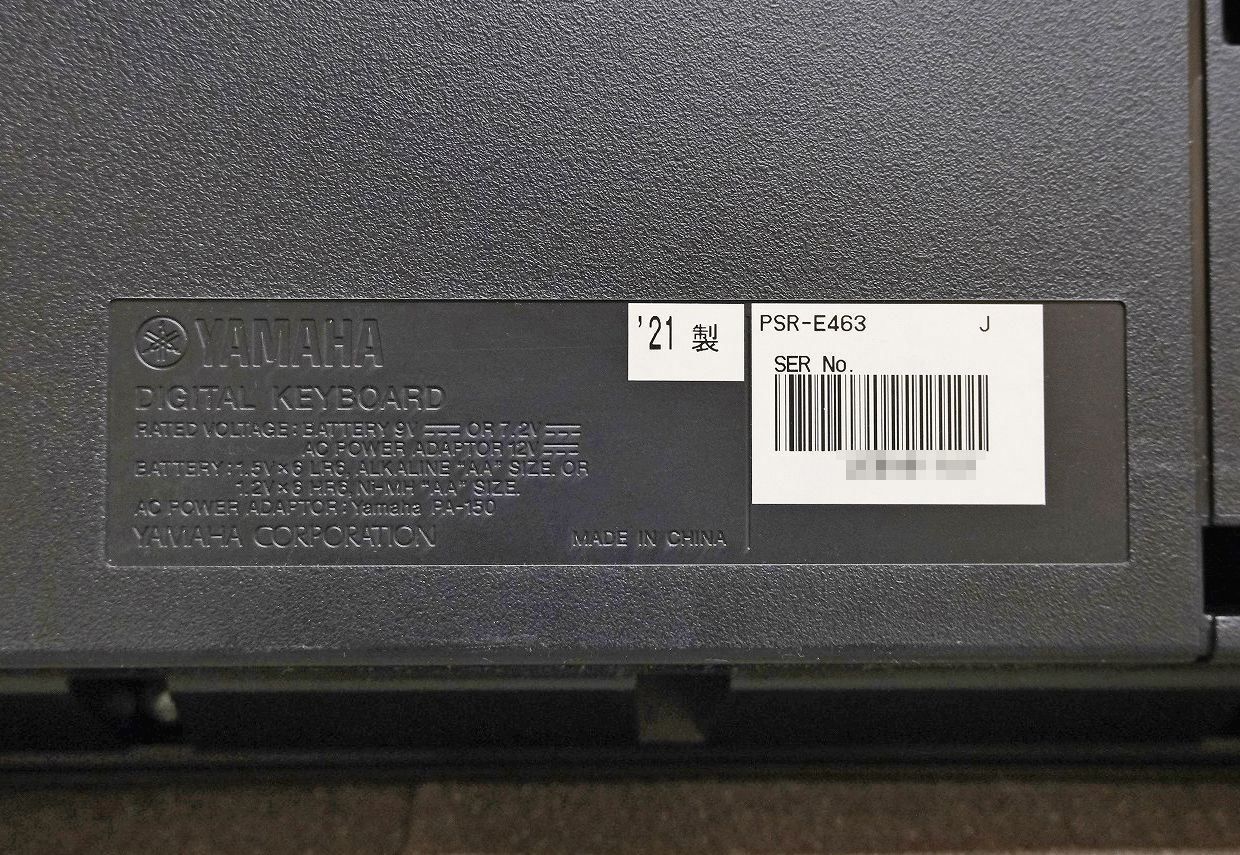 YAMAHA
DIGITAL KEYBOARD
RATED VOLTAGE : BATTERY 9V ⎓ OR 7.2V ⎓
AC POWER ADAPTOR 12V ⎓
BATTERY : 1.5V×6 LR6, ALKALINE "AA" SIZE. OR
1.2V×6 HR6, Ni-MH "AA" SIZE.
AC POWER ADAPTOR : Yamaha PA-150
YAMAHA CORPORATION
MADE IN CHINA
'21 製
PSR-E463 J
SER No.